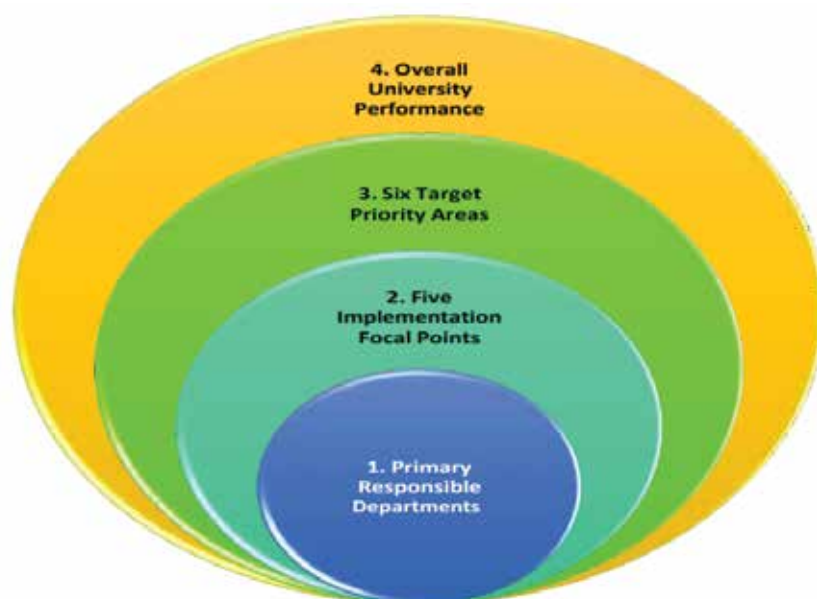 4. Overall
University
Performance
3. Six Target
Priority Areas
2. Five
Implementation
Focal Points
1. Primary
Responsible
Departments